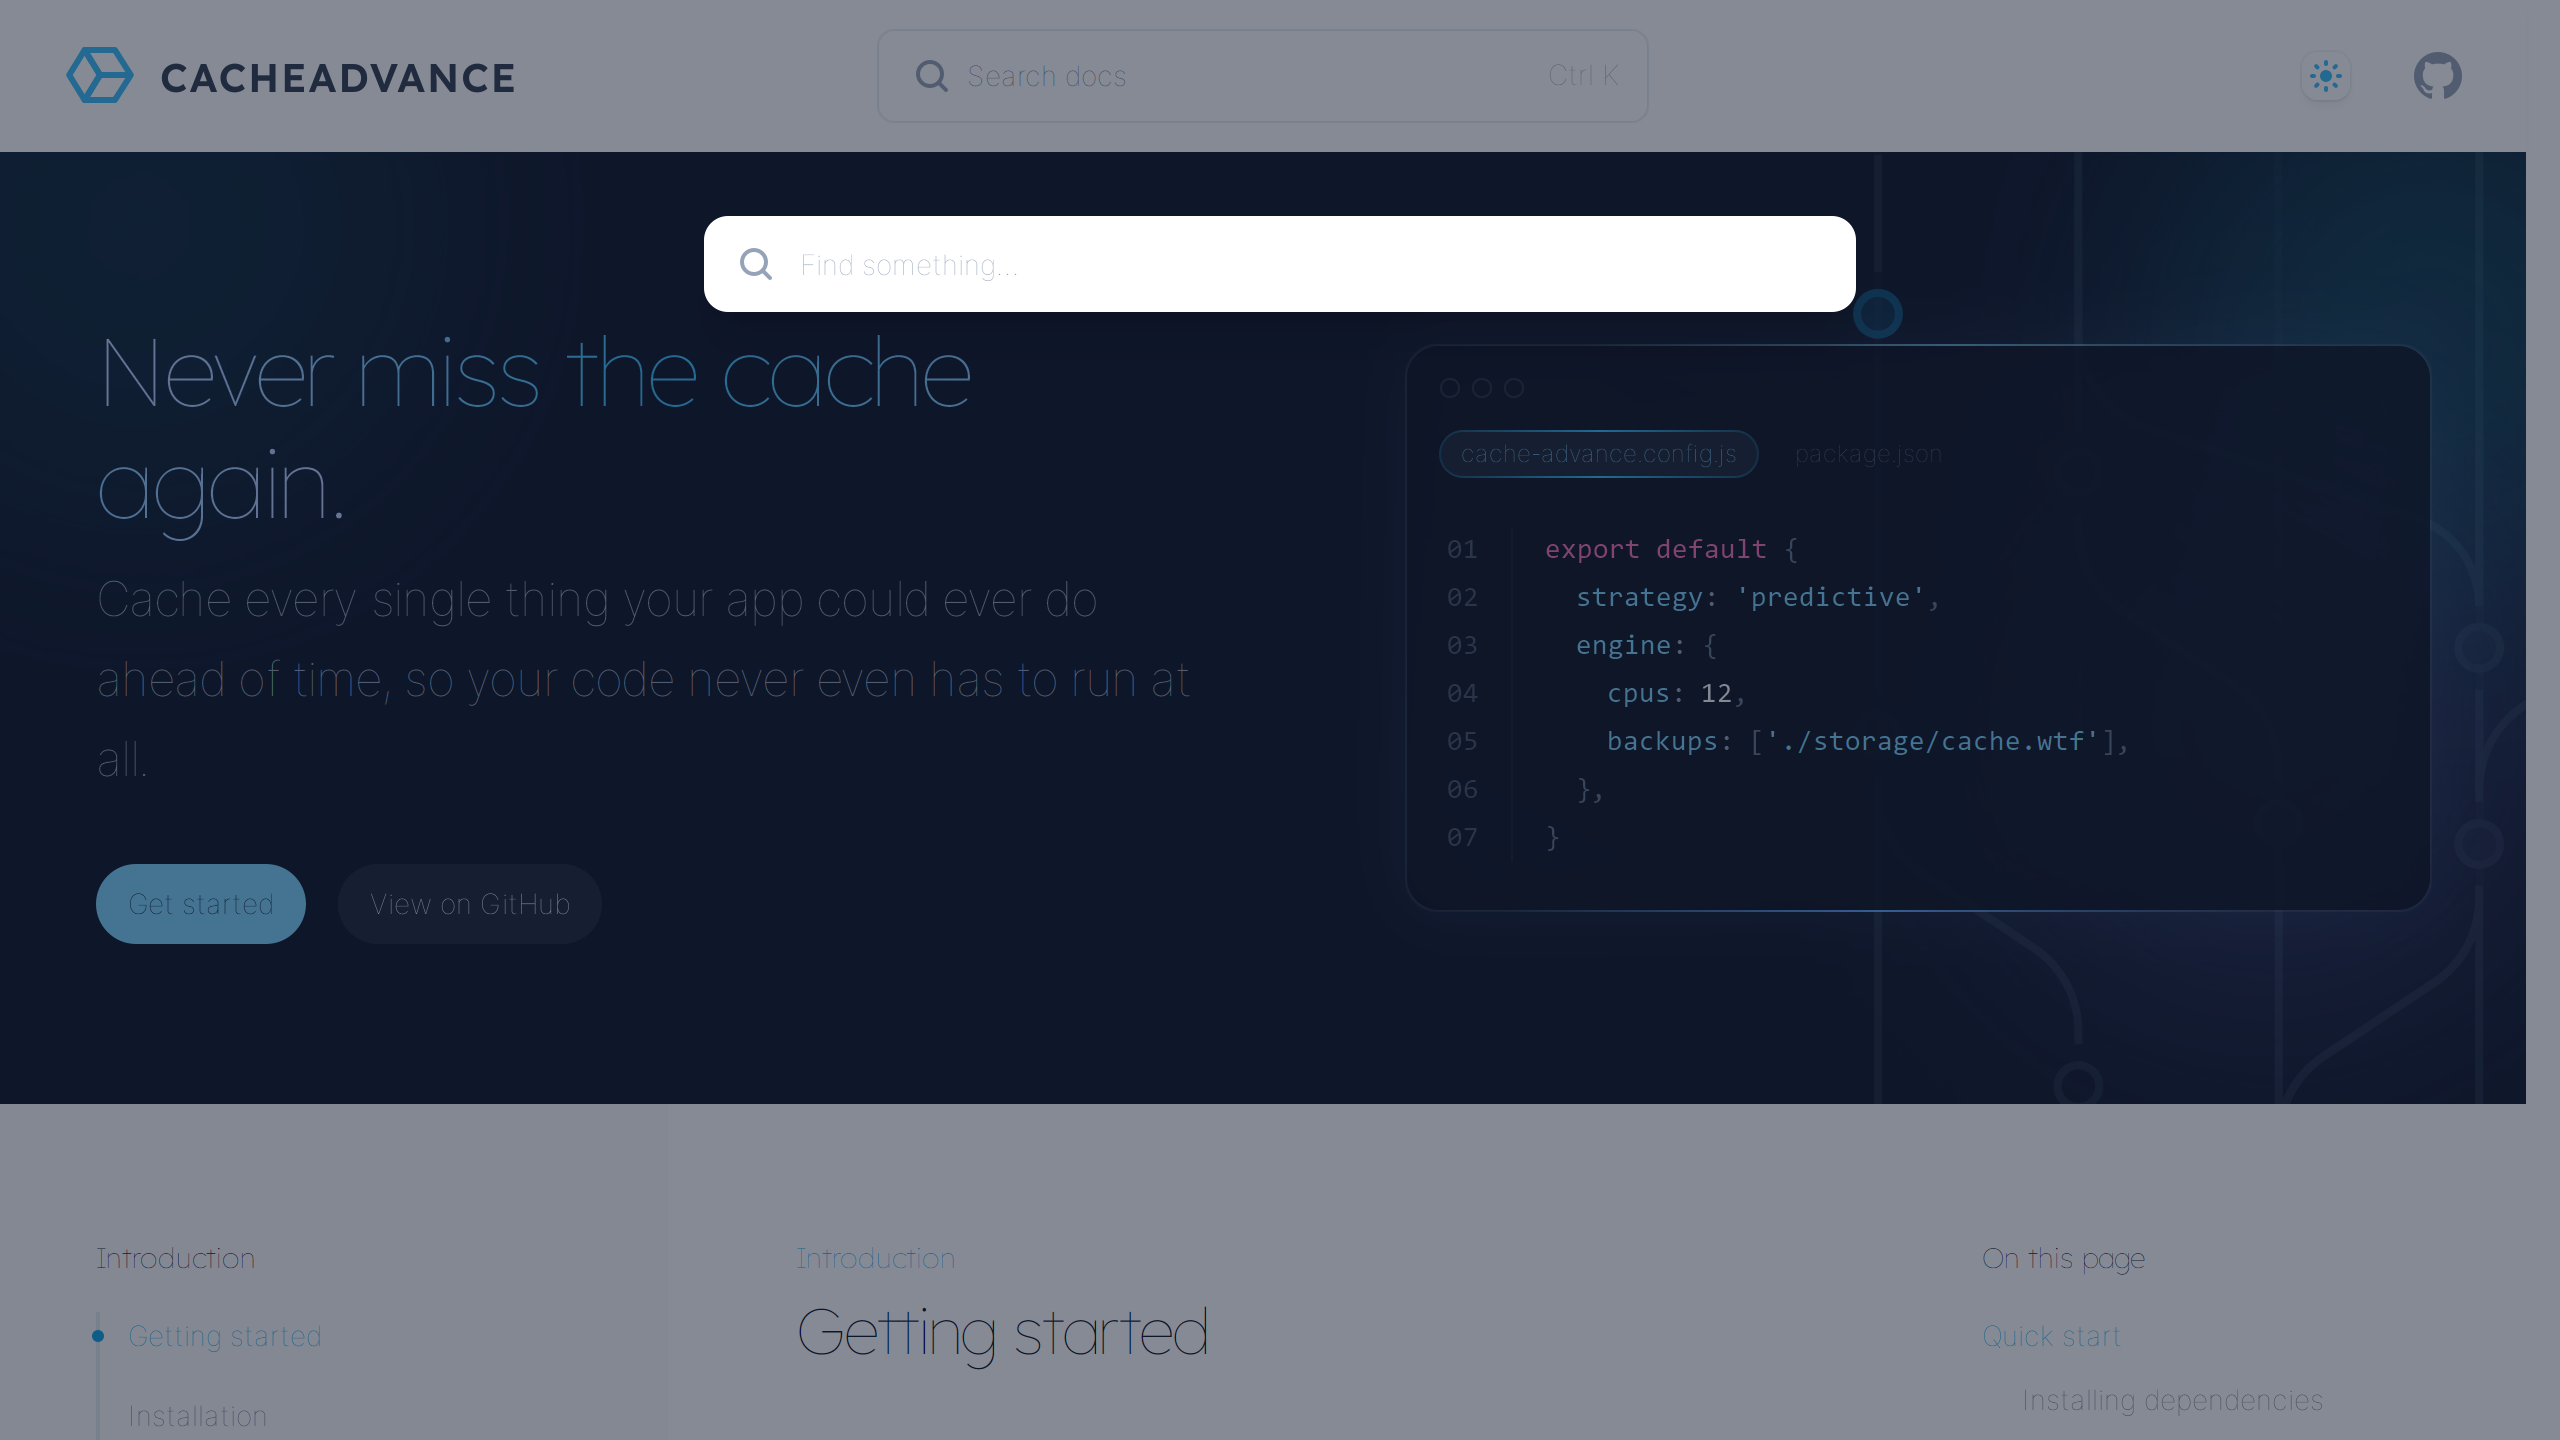 CACHEADVANCE
Search docs
Ctrl K
Find something...
Never miss the cache
again.
Cache every single thing your app could ever do
ahead of time, so your code never even has to run at
all.
Get started
View on GitHub
cache-advance.config.js
package.json
01 export default {
02 strategy: 'predictive',
03 engine: {
04 cpus: 12,
05 backups: ['./storage/cache.wtf'],
06 },
07 }
Introduction
Getting started
Installation
Introduction
Getting started
On this page
Quick start
Installing dependencies